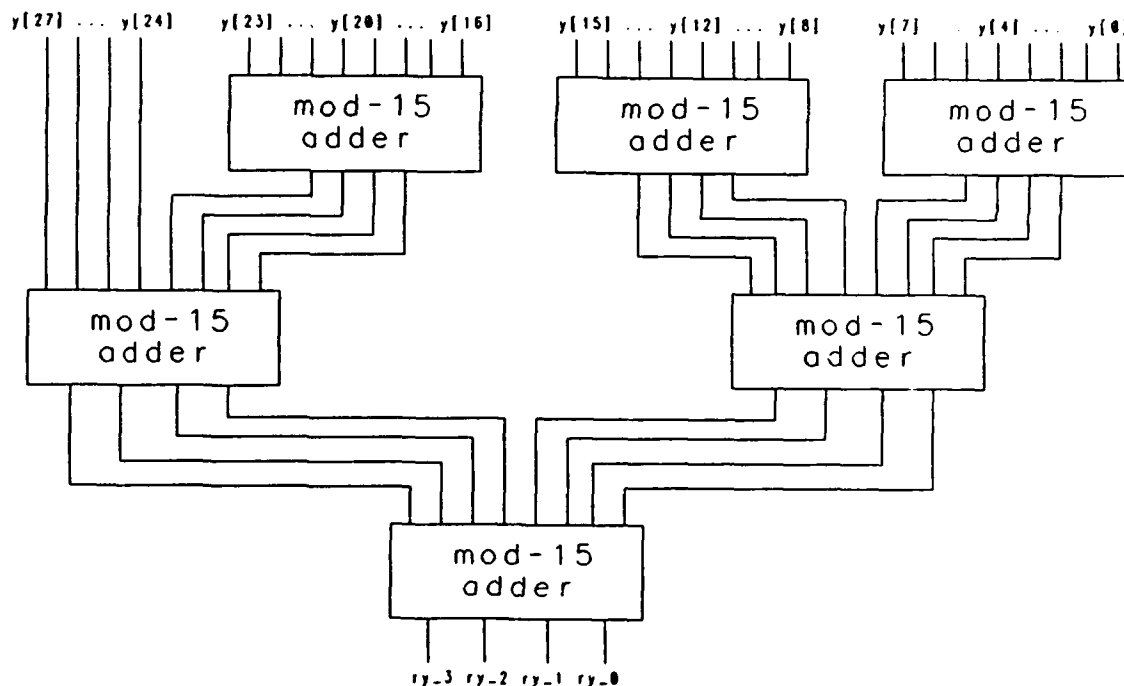 y[27] ... y[24] y[23] ... y[20] ... y[16] y[15] ... y[12] ... y[8] y[7] . y[4] ... y[0]
mod-15 adder
mod-15 adder
mod-15 adder
mod-15 adder
mod-15 adder
mod-15 adder
ry_3 ry_2 ry_1 ry_0